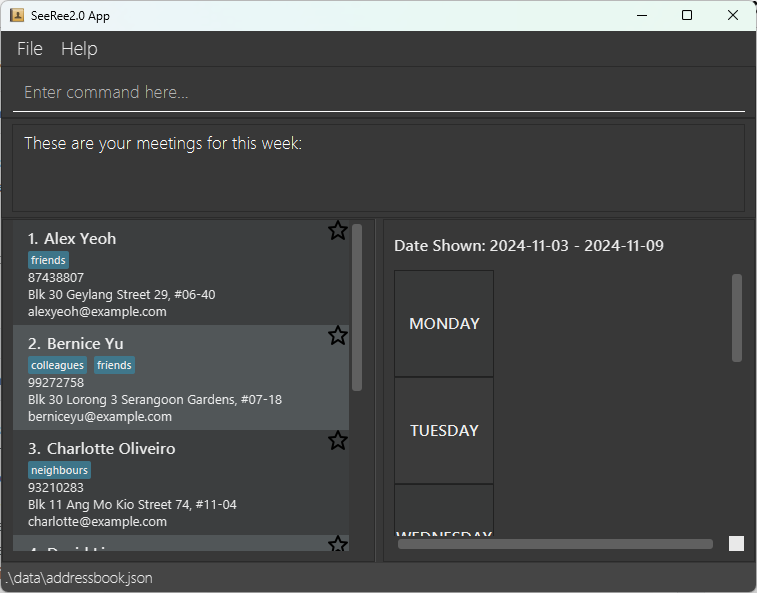 SeeRee2.0 App
File Help
Enter command here...
These are your meetings for this week:
1. Alex Yeoh
friends
87438807
Blk 30 Geylang Street 29, #06-40
alexyeoh@example.com
2. Bernice Yu
colleagues friends
99272758
Blk 30 Lorong 3 Serangoon Gardens, #07-18
berniceyu@example.com
3. Charlotte Oliveiro
neighbours
93210283
Blk 11 Ang Mo Kio Street 74, #11-04
charlotte@example.com
4. David
Date Shown: 2024-11-03 - 2024-11-09
MONDAY
TUESDAY
WEDNESDAY
.\data\addressbook.json